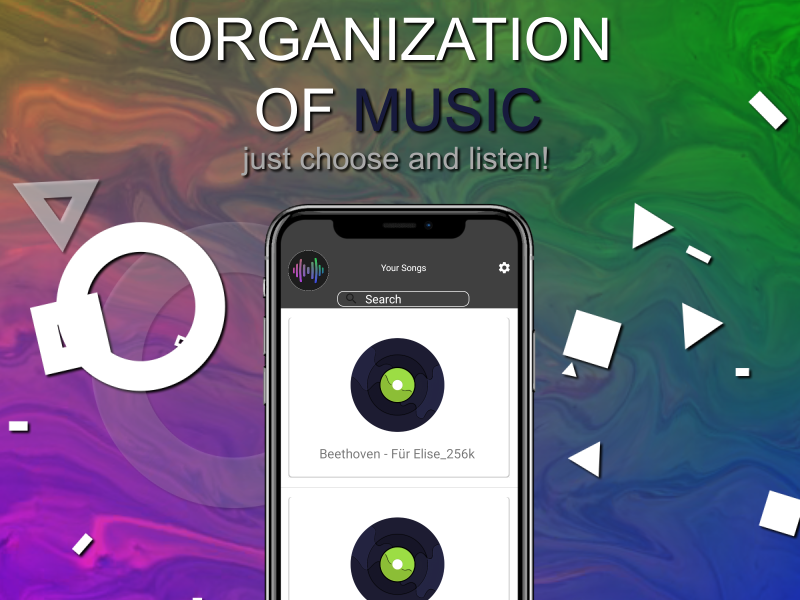 ORGANIZATION
OF MUSIC
just choose and listen!
Your Songs
Search
Beethoven - Für Elise_256k